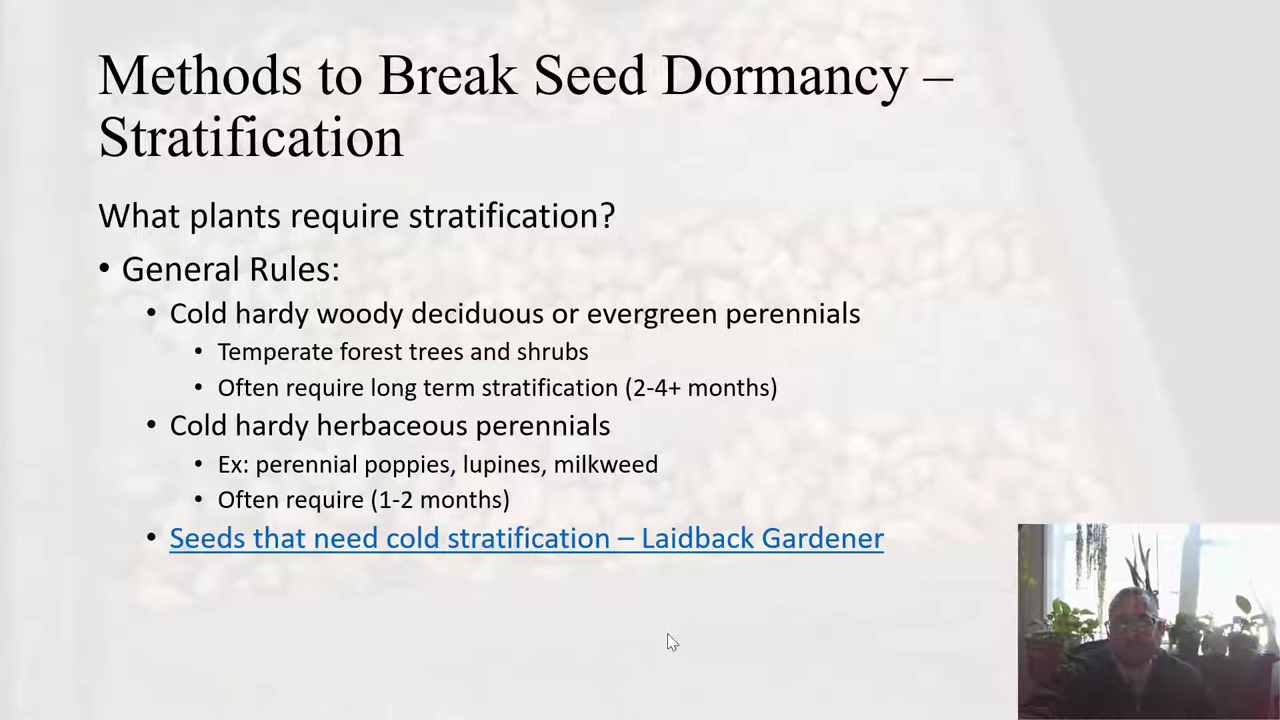 Methods to Break Seed Dormancy –
Stratification
What plants require stratification?
• General Rules:
• Cold hardy woody deciduous or evergreen perennials
• Temperate forest trees and shrubs
• Often require long term stratification (2-4+ months)
• Cold hardy herbaceous perennials
• Ex: perennial poppies, lupines, milkweed
• Often require (1-2 months)
• Seeds that need cold stratification – Laidback Gardener